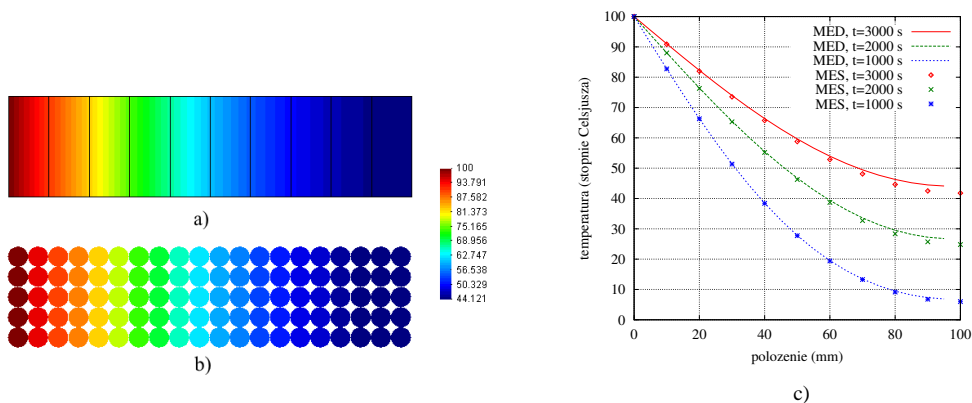 a)
100
93.791
87.582
81.373
75.165
68.956
62.747
56.538
50.329
44.121
b)
MED, t=3000 s
MED, t=2000 s
MED, t=1000 s
MES, t=3000 s
MES, t=2000 s
MES, t=1000 s
temperatura (stopnie Celsjusza)
100
90
80
70
60
50
40
30
20
10
0
0
20
40
60
80
100
polozenie (mm)
c)